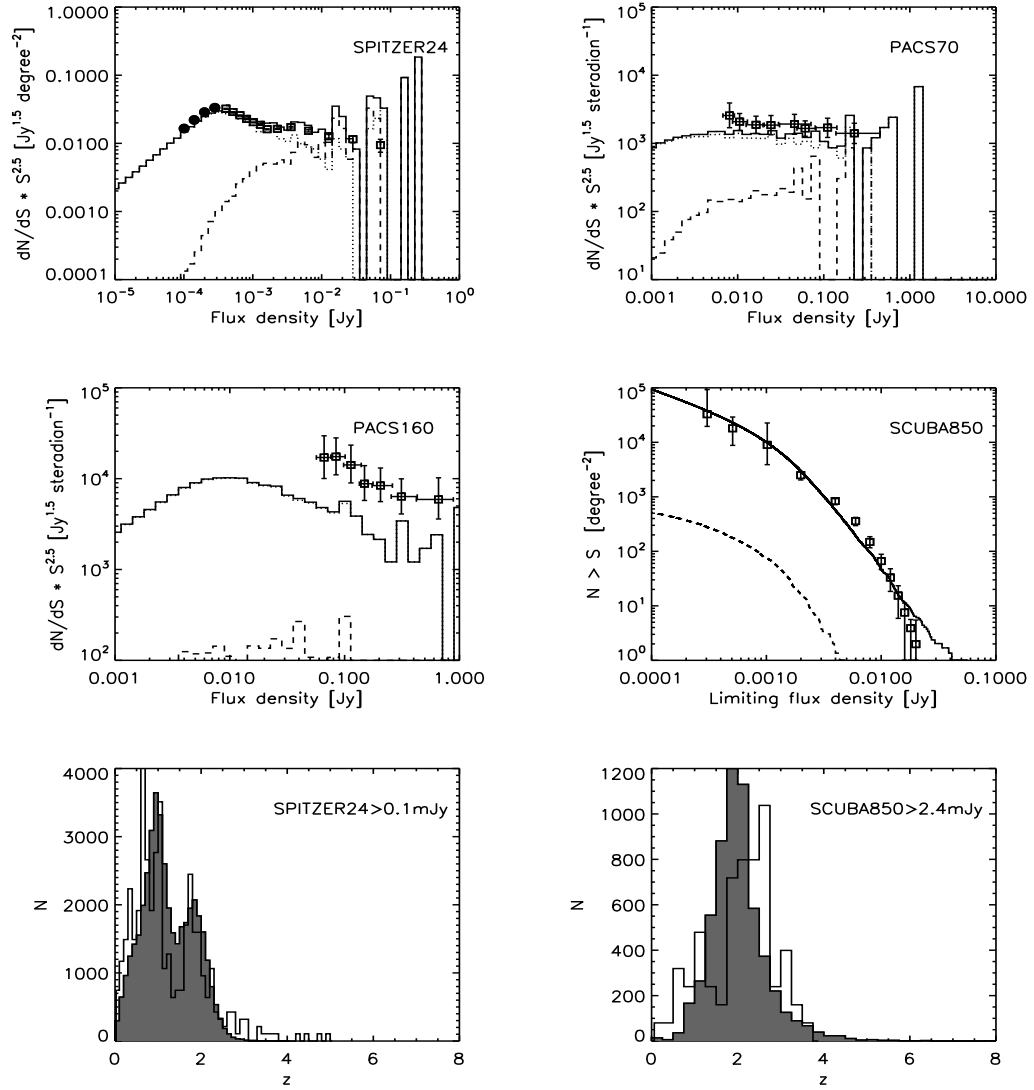 SPITZER24
1.0000
0.1000
0.0100
0.0010
0.0001
dN/dS * S^2.5 [Jy^1.5 degree^-2]
10^-5 10^-4 10^-3 10^-2 10^-1 10^0
Flux density [Jy]
PACS70
10^5
10^4
10^3
10^2
10^1
dN/dS * S^2.5 [Jy^1.5 steradian^-1]
0.001 0.010 0.100 1.000 10.000
Flux density [Jy]
PACS160
10^5
10^4
10^3
10^2
dN/dS * S^2.5 [Jy^1.5 steradian^-1]
0.001 0.010 0.100 1.000
Flux density [Jy]
SCUBA850
10^5
10^4
10^3
10^2
10^1
10^0
N > S [degree^-2]
0.0001 0.0010 0.0100 0.1000
Limiting flux density [Jy]
SPITZER24>0.1mJy
4000
3000
2000
1000
0
N
0 2 4 6 8
z
SCUBA850>2.4mJy
1200
1000
800
600
400
200
0
N
0 2 4 6 8
z